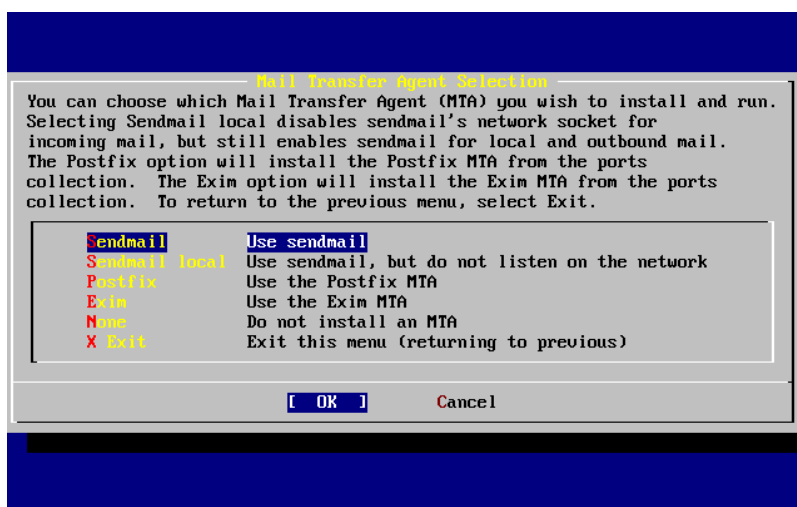 Mail Transfer Agent Selection
You can choose which Mail Transfer Agent (MTA) you wish to install and run.
Selecting Sendmail local disables sendmail's network socket for
incoming mail, but still enables sendmail for local and outbound mail.
The Postfix option will install the Postfix MTA from the ports
collection.  The Exim option will install the Exim MTA from the ports
collection.  To return to the previous menu, select Exit.
Sendmail Use sendmail
Sendmail local Use sendmail, but do not listen on the network
Postfix Use the Postfix MTA
Exim Use the Exim MTA
None Do not install an MTA
X Exit Exit this menu (returning to previous)
[ OK ] Cancel